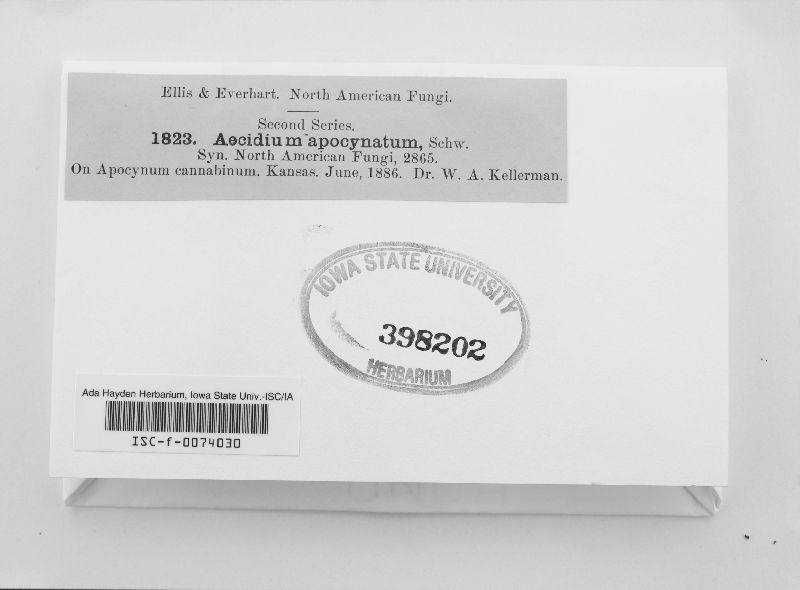 Ellis & Everhart. North American Fungi.
Second Series.
1823. Aecidium apocynatum, Schw.
Syn. North American Fungi, 2865.
On Apocynum cannabinum. Kansas. June, 1886. Dr. W. A. Kellerman.
IOWA STATE UNIVERSITY
398202
HERBARIUM
Ada Hayden Herbarium, Iowa State Univ.-ISC/IA
ISC-f-0074030